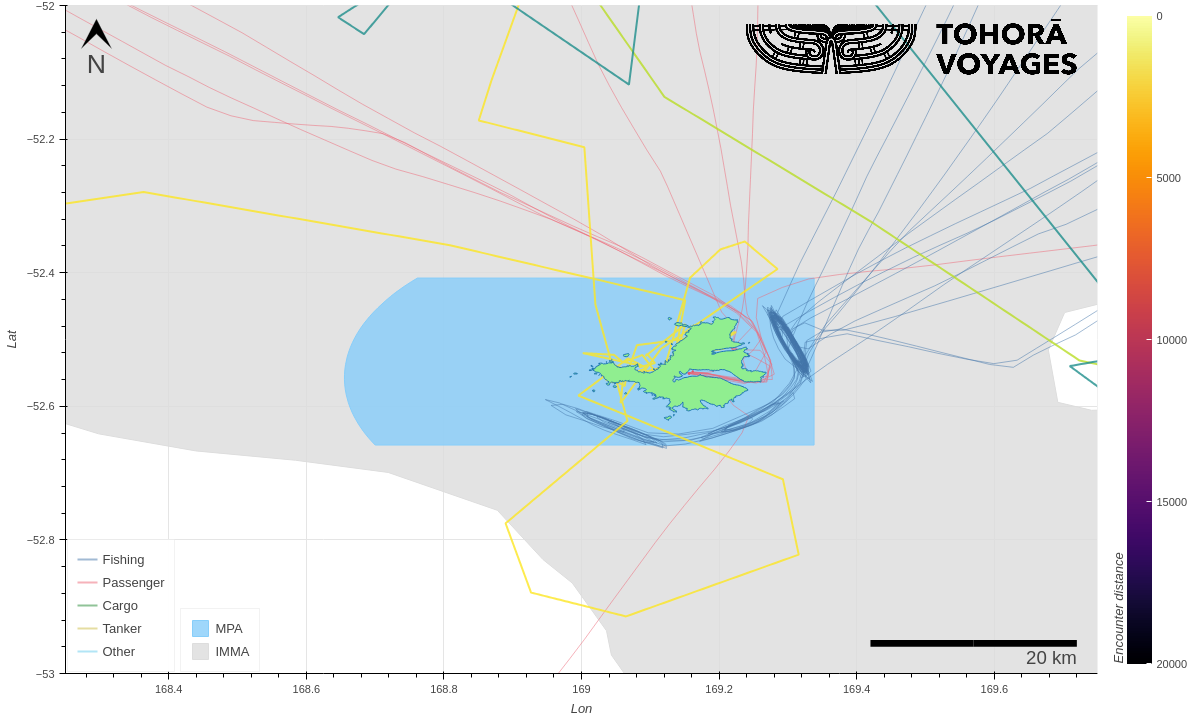 TOHORĀ
VOYAGES
N
−52
−52.2
−52.4
−52.6
−52.8
−53
Lat
168.4
168.6
168.8
169
169.2
169.4
169.6
Lon
Fishing
Passenger
Cargo
Tanker
Other
MPA
IMMA
20 km
0
5000
10000
15000
20000
Encounter distance